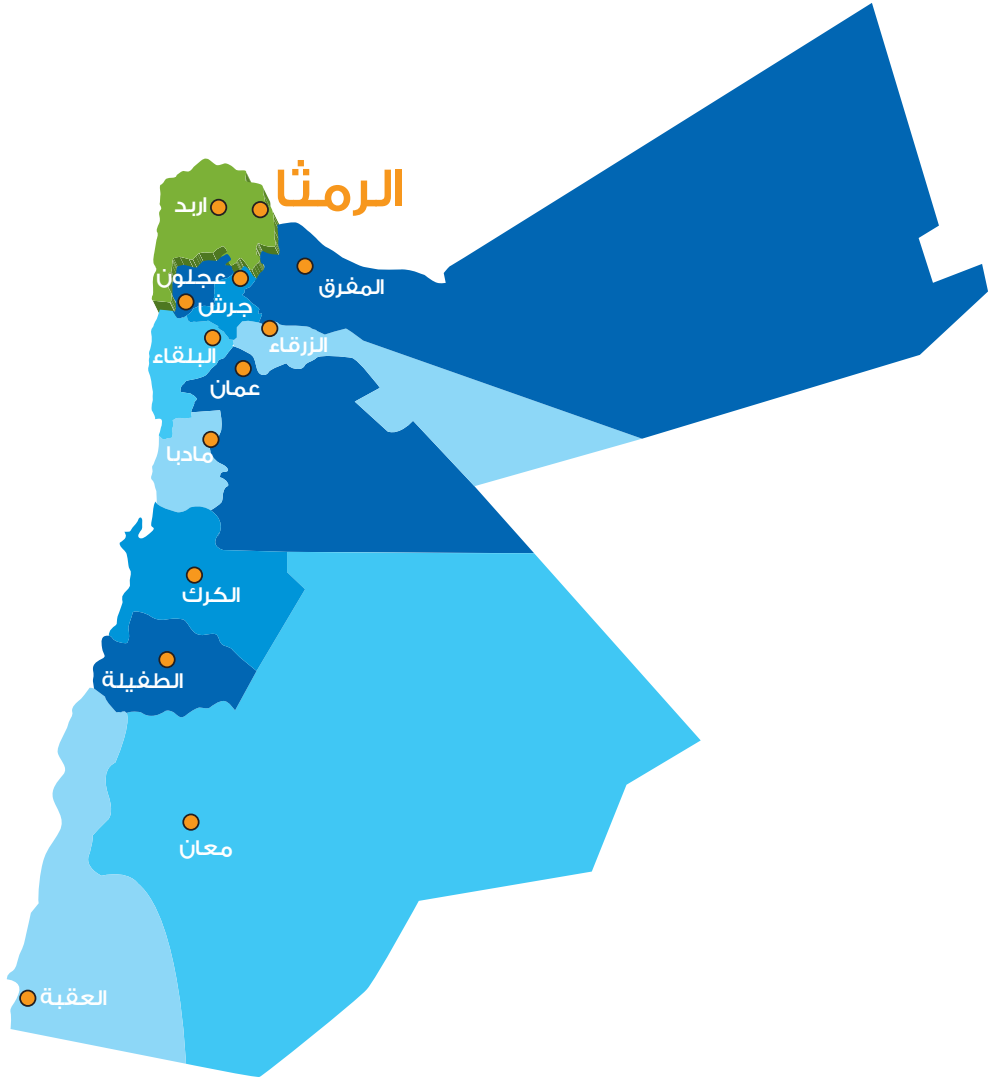 الرمثا
اربد
عجلون
المفرق
جرش
الزرقاء
البلقاء
عمان
مادبا
الكرك
الطفيلة
معان
العقبة